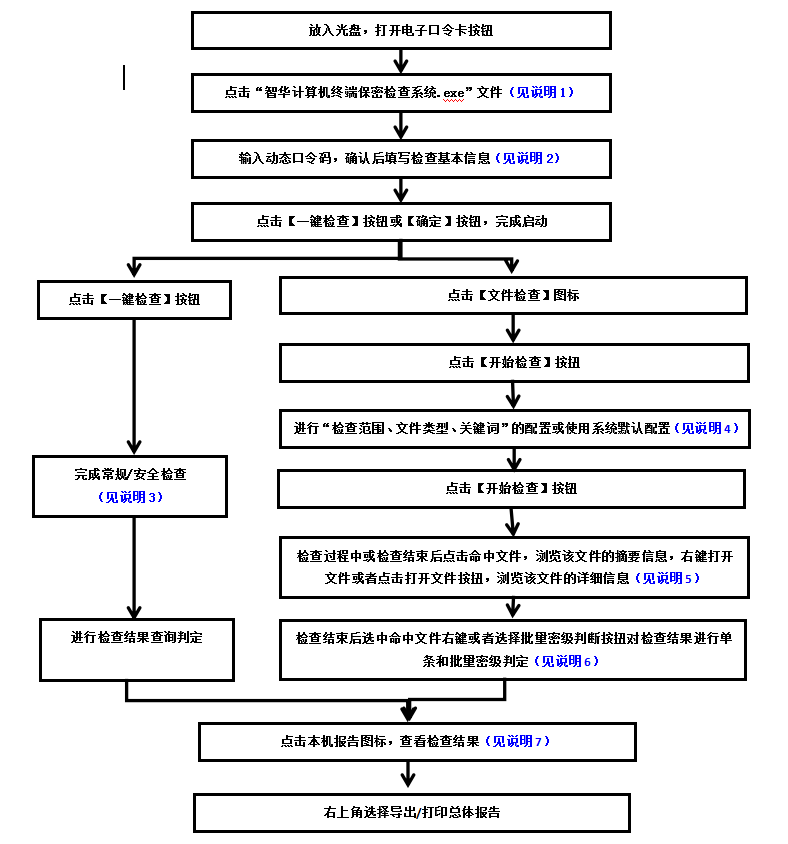 放入光盘，打开电子口令卡按钮
点击“智华计算机终端保密检查系统.exe”文件（见说明1）
输入动态口令码，确认后填写检查基本信息（见说明2）
点击【一键检查】按钮或【确定】按钮，完成启动
点击【一键检查】按钮
完成常规/安全检查
（见说明3）
进行检查结果查询判定
点击【文件检查】图标
点击【开始检查】按扭
进行“检查范围、文件类型、关键词”的配置或使用系统默认配置（见说明4）
点击【开始检查】按钮
检查过程中或检查结束后点击命中文件，浏览该文件的摘要信息，右键打开
文件或者点击打开文件按扭，浏览该文件的详细信息（见说明5）
检查结束后选中命中文件右键或者选择批量密级判断按扭对检查结果进行单
条和批量密级判定（见说明6）
点击本机报告图标，查看检查结果（见说明7）
右上角选择导出/打印总体报告